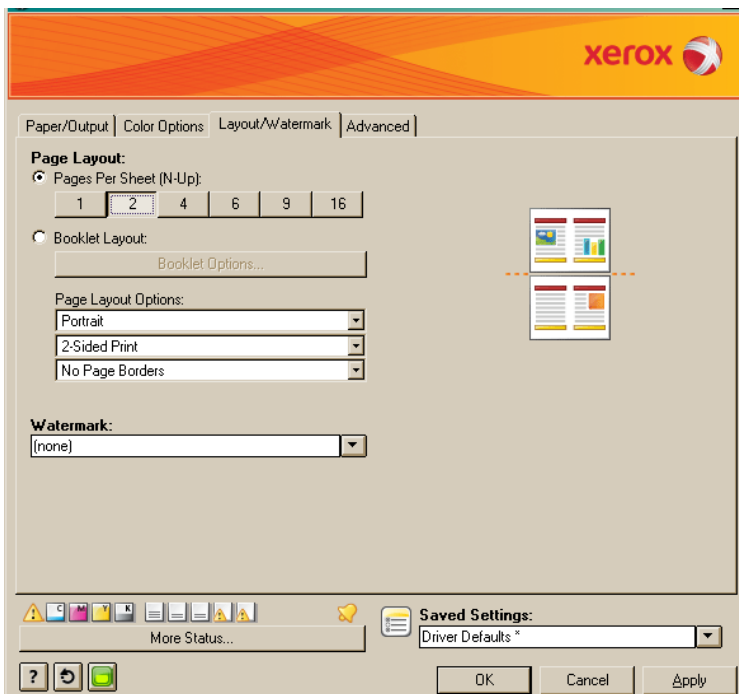 xerox
Paper/Output Color Options Layout/Watermark Advanced
Page Layout:
Pages Per Sheet (N-Up):
1 2 4 6 9 16
Booklet Layout:
Booklet Options...
Page Layout Options:
Portrait
2-Sided Print
No Page Borders
Watermark:
(none)
C M Y K
More Status...
Saved Settings:
Driver Defaults *
?
OK Cancel Apply